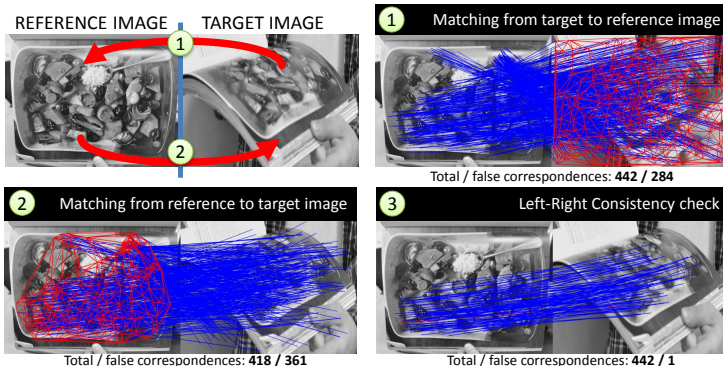 REFERENCE IMAGE TARGET IMAGE
1
2
1 Matching from target to reference image
Total / false correspondences: 442 / 284
2 Matching from reference to target image
Total / false correspondences: 418 / 361
3 Left-Right Consistency check
Total / false correspondences: 442 / 1